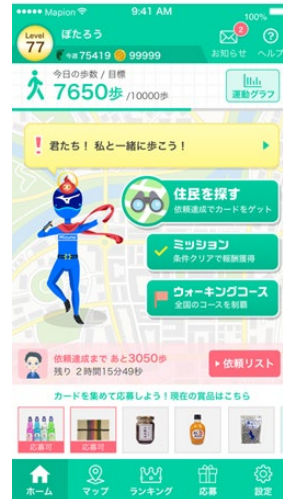 Mapion 9:41 AM 100%
Level 77 ぽたろう 2
今週 75419 99999 お知らせ ヘルプ
今日の歩数 / 目標
7650歩 /10000歩 運動グラフ
! 君たち! 私と一緒に歩こう!
住民を探す
依頼達成でカードをゲット
ミッション
条件クリアで報酬獲得
ウォーキングコース
全国のコースを制覇
依頼達成まで あと3050歩
残り 2時間15分49秒
依頼リスト
カードを集めて応募しよう!現在の賞品はこちら
応募可 応募可
ホーム マップ ランキング 応募 設定